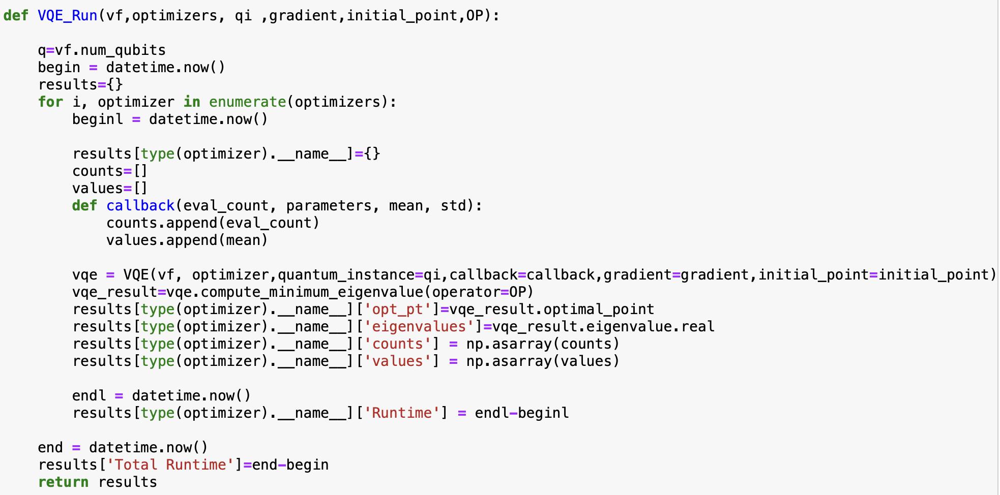 def VQE_Run(vf,optimizers, qi ,gradient,initial_point,OP):
    q=vf.num_qubits
    begin = datetime.now()
    results={}
    for i, optimizer in enumerate(optimizers):
        beginl = datetime.now()
        results[type(optimizer).__name__]={}
        counts=[]
        values=[]
        def callback(eval_count, parameters, mean, std):
            counts.append(eval_count)
            values.append(mean)
        vqe = VQE(vf, optimizer,quantum_instance=qi,callback=callback,gradient=gradient,initial_point=initial_point)
        vqe_result=vqe.compute_minimum_eigenvalue(operator=OP)
        results[type(optimizer).__name__]['opt_pt']=vqe_result.optimal_point
        results[type(optimizer).__name__]['eigenvalues']=vqe_result.eigenvalue.real
        results[type(optimizer).__name__]['counts'] = np.asarray(counts)
        results[type(optimizer).__name__]['values'] = np.asarray(values)
        endl = datetime.now()
        results[type(optimizer).__name__]['Runtime'] = endl-beginl
    end = datetime.now()
    results['Total Runtime']=end-begin
    return results